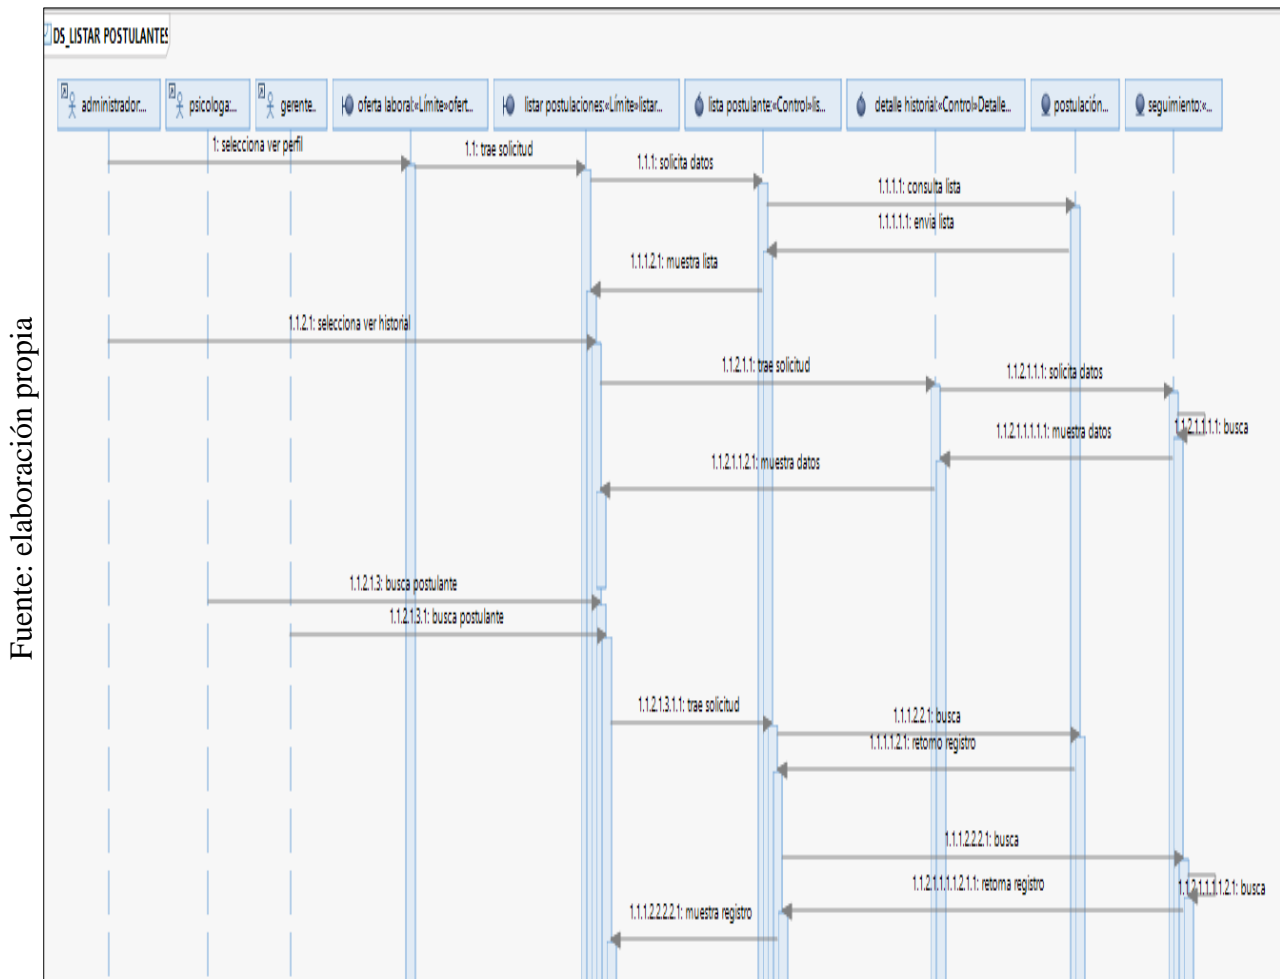 DS_LISTAR POSTULANTES
administrador...
psicologa:...
gerente...
oferta laboral:«Límite»ofert...
listar postulaciones:«Límite»listar...
lista postulante:«Control»lis...
detalle historial:«Control»Detalle...
postulación...
seguimiento:«...
1: selecciona ver perfil
1.1: trae solicitud
1.1.1: solicita datos
1.1.1.1: consulta lista
1.1.1.1.1: envia lista
1.1.1.2.1: muestra lista
1.1.2.1: selecciona ver historial
1.1.2.1.1: trae solicitud
1.1.2.1.1.1: solicita datos
1.1.2.1.1.1.1: busca
1.1.2.1.1.1.1.1: muestra datos
1.1.2.1.1.2.1: muestra datos
1.1.2.1.3: busca postulante
1.1.2.1.3.1: busca postulante
1.1.2.1.3.1.1: trae solicitud
1.1.1.2.2.1: busca
1.1.1.1.2.1: retorno registro
1.1.1.2.2.2.1: busca
1.1.2.1.1.1.1.2.1: busca
1.1.2.1.1.1.1.2.1.1: retorna registro
1.1.1.2.2.2.2.1: muestra registro
Fuente: elaboración propia